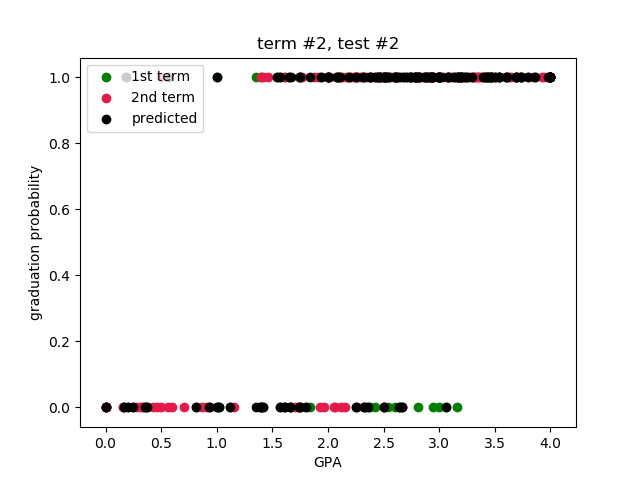 term #2, test #2
1st term
2nd term
predicted
graduation probability
1.0
0.8
0.6
0.4
0.2
0.0
0.0 0.5 1.0 1.5 2.0 2.5 3.0 3.5 4.0
GPA